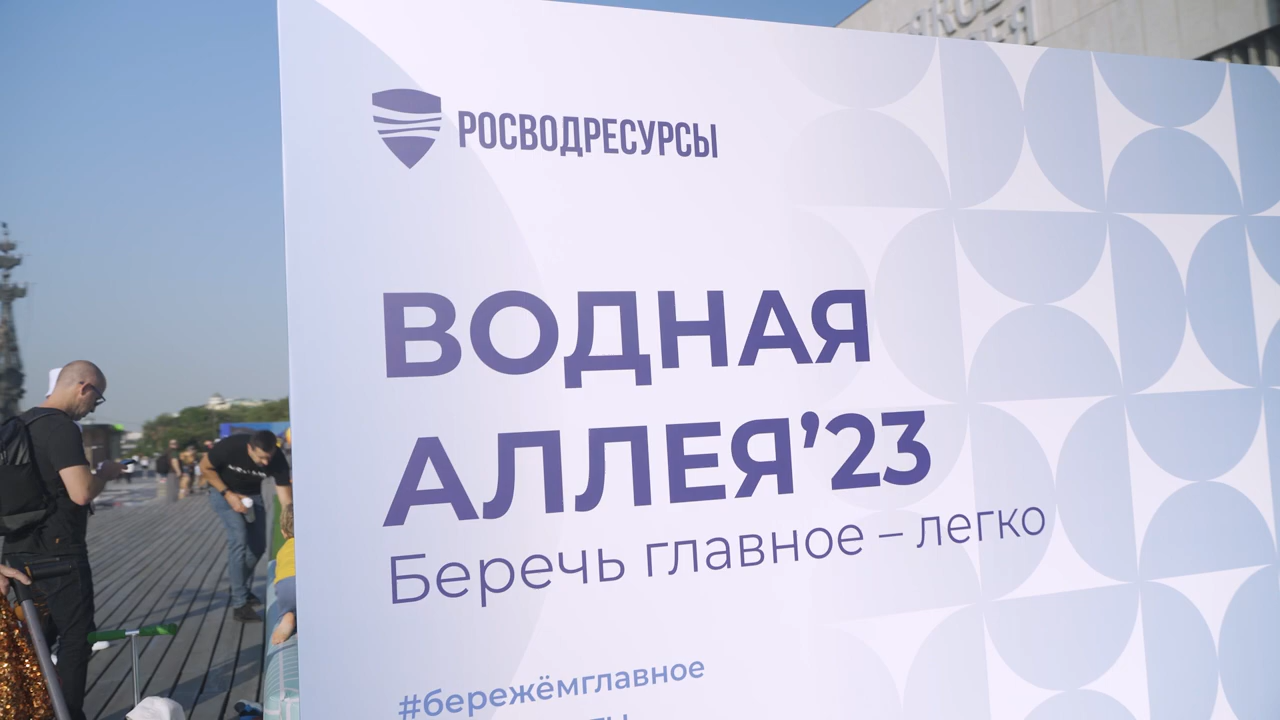 РОСВОДРЕСУРСЫ
ВОДНАЯ
АЛЛЕЯ’23
Беречь главное – легко
#бережёмглавное